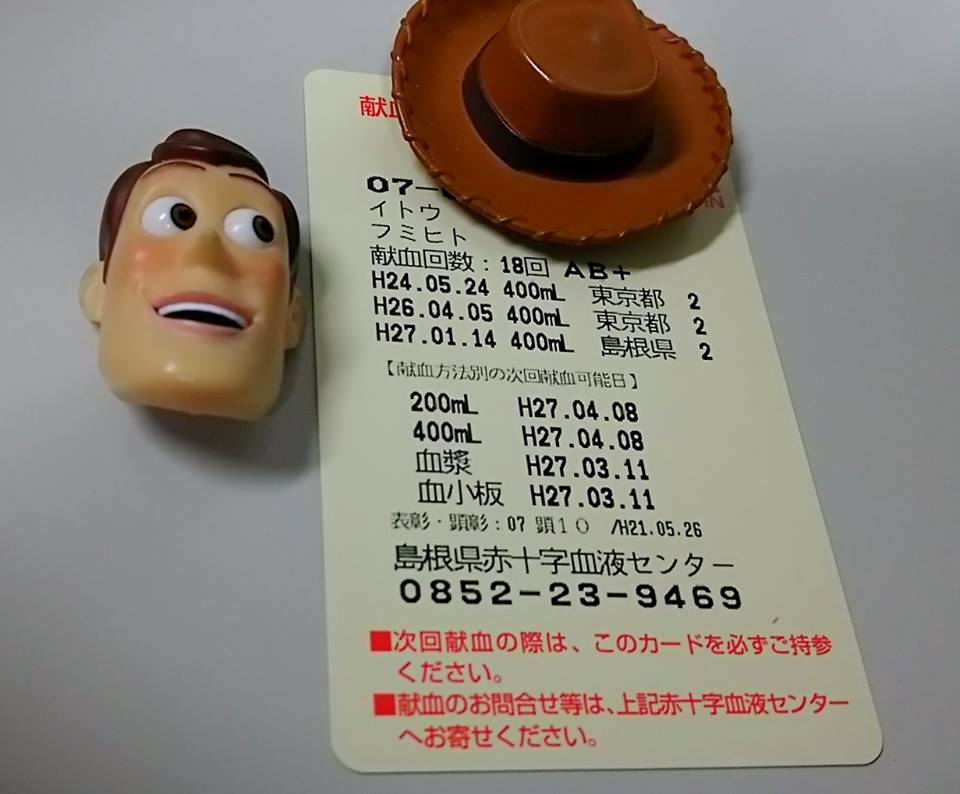 献血
07-
イトウ
フミヒト
献血回数:18回 AB+
H24.05.24 400mL 東京都 2
H26.04.05 400mL 東京都 2
H27.01.14 400mL 島根県 2
【献血方法別の次回献血可能日】
200mL H27.04.08
400mL H27.04.08
血漿 H27.03.11
血小板 H27.03.11
表彰・顕彰:07 顕10 /H21.05.26
島根県赤十字血液センター
0852-23-9469
■次回献血の際は、このカードを必ずご持参
ください。
■献血のお問合せ等は、上記赤十字血液センター
へお寄せください。